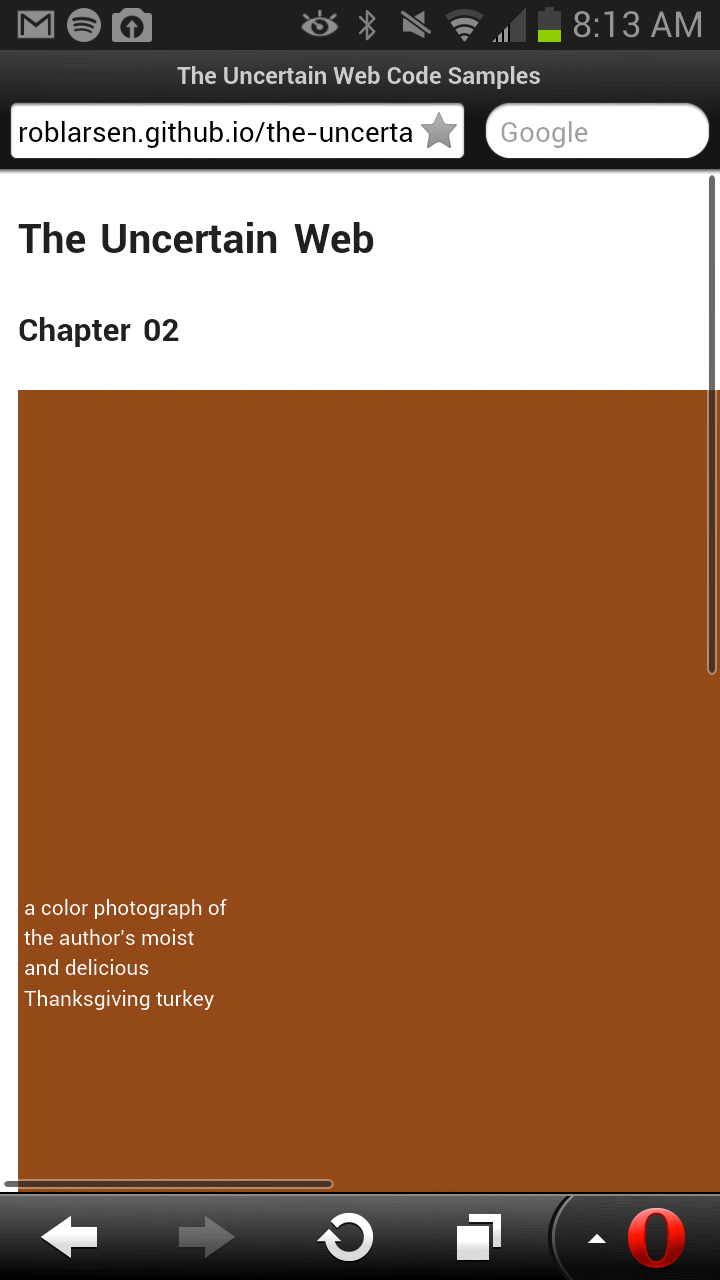 8:13 AM
The Uncertain Web Code Samples
roblarsen.github.io/the-uncerta
Google
The Uncertain Web
Chapter 02
a color photograph of
the author's moist
and delicious
Thanksgiving turkey